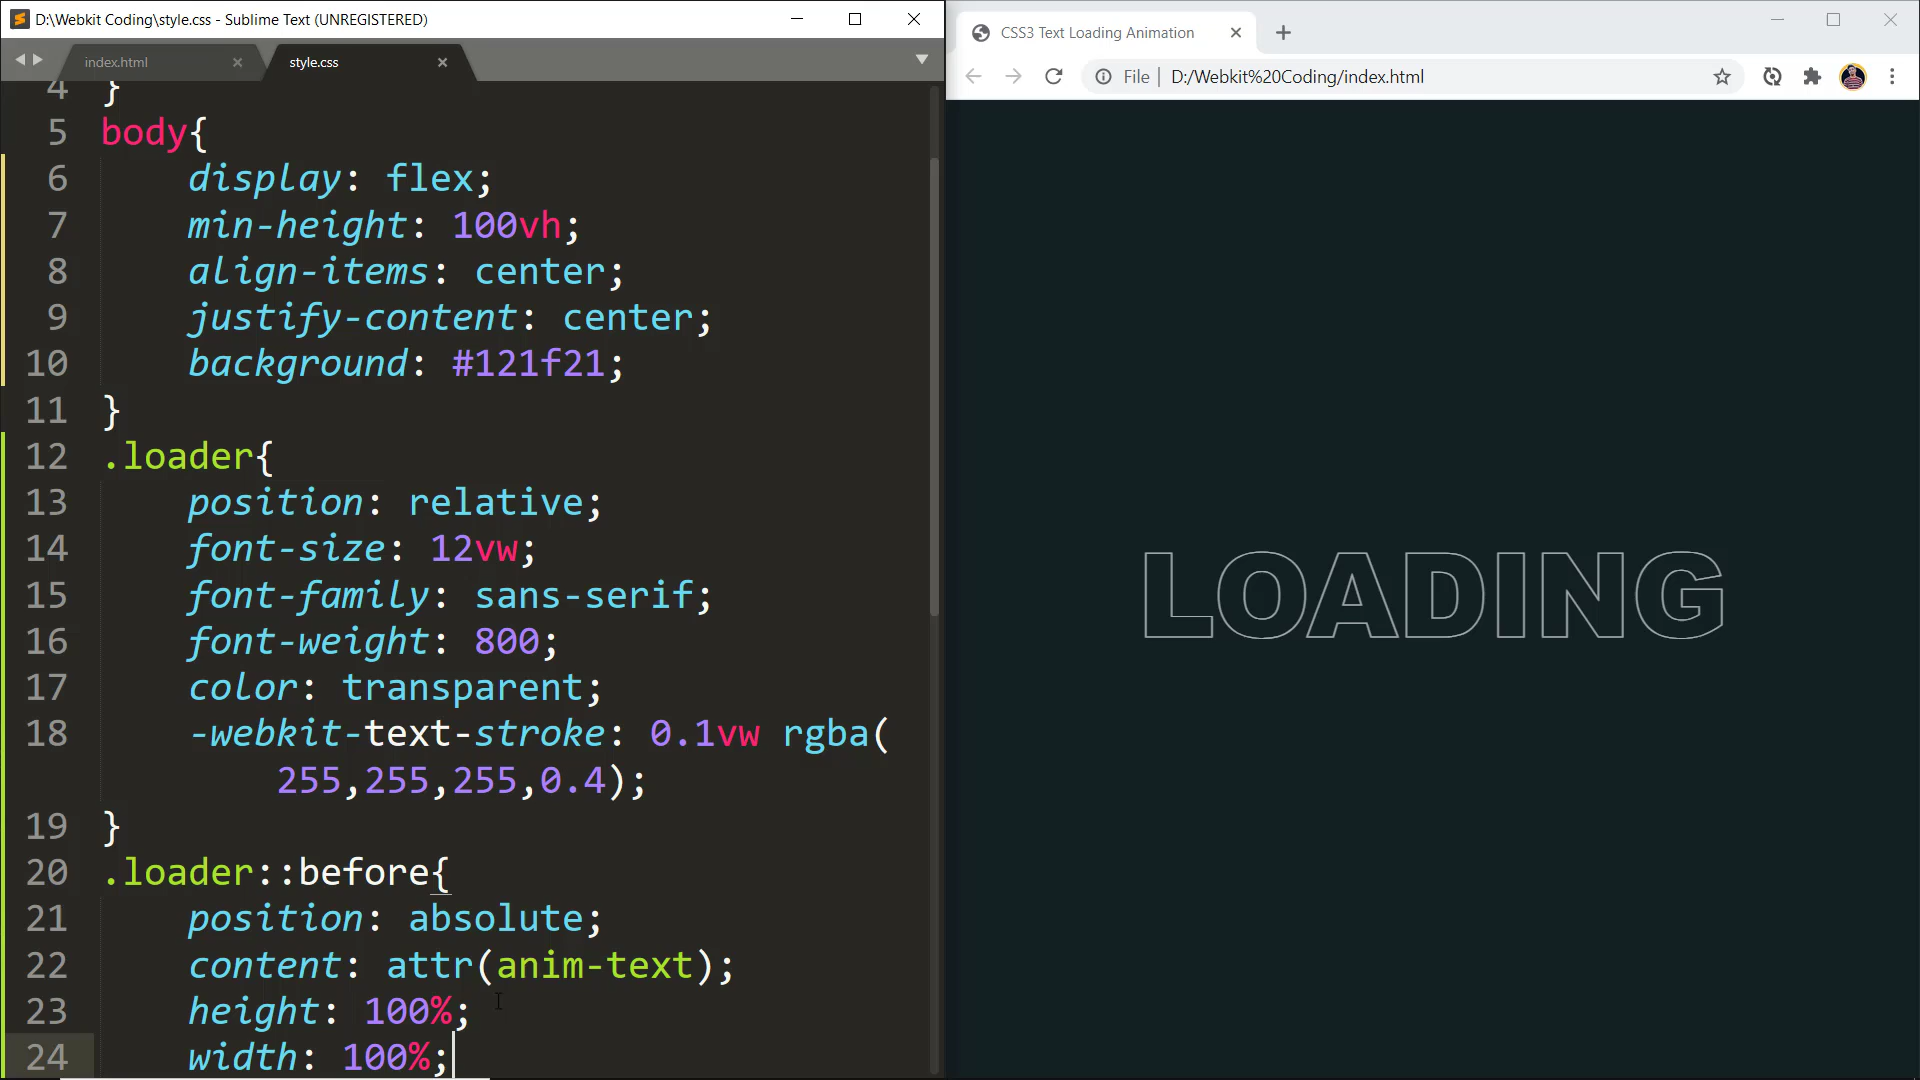 D:\Webkit Coding\style.css - Sublime Text (UNREGISTERED)
index.html
style.css
4 }
5 body{
6 display: flex;
7 min-height: 100vh;
8 align-items: center;
9 justify-content: center;
10 background: #121f21;
11 }
12 .loader{
13 position: relative;
14 font-size: 12vw;
15 font-family: sans-serif;
16 font-weight: 800;
17 color: transparent;
18 -webkit-text-stroke: 0.1vw rgba(
255,255,255,0.4);
19 }
20 .loader::before{
21 position: absolute;
22 content: attr(anim-text);
23 height: 100%;
24 width: 100%;
CSS3 Text Loading Animation
File | D:/Webkit%20Coding/index.html
LOADING